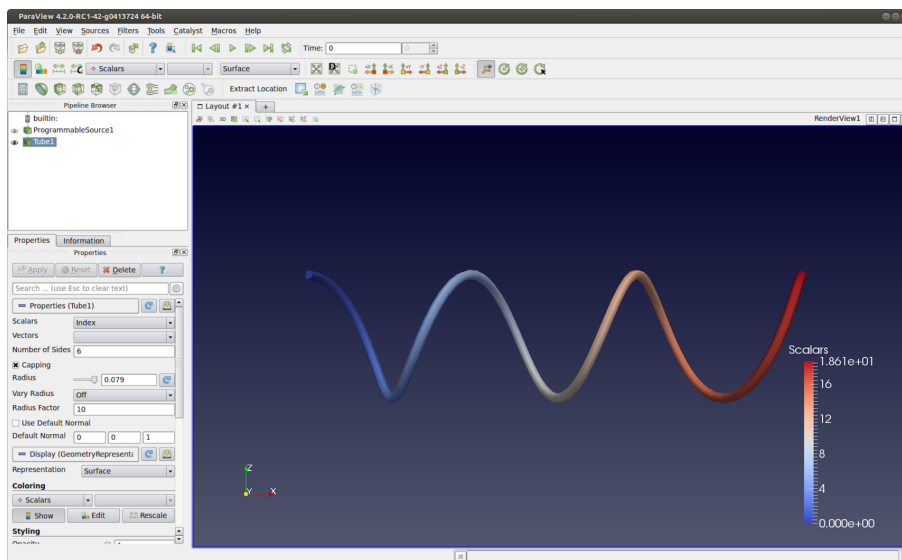 ParaView 4.2.0-RC1-42-g0413724 64-bit
File Edit View Sources Filters Tools Catalyst Macros Help
Time: 0 0
Scalars Surface
Extract Location
Pipeline Browser
Layout #1
RenderView1
builtin:
ProgrammableSource1
Tube1
Properties Information
Properties
Apply Reset Delete ?
Search ... (use Esc to clear text)
Properties (Tube1)
Scalars Index
Vectors
Number of Sides 6
Capping
Radius 0.079
Vary Radius Off
Radius Factor 10
Use Default Normal
Default Normal 0 0 1
Display (GeometryRepresenta
Representation Surface
Coloring
Scalars
Show Edit Rescale
Styling
Scalars
1.861e+01
16
12
8
4
0.000e+00
Z
Y X